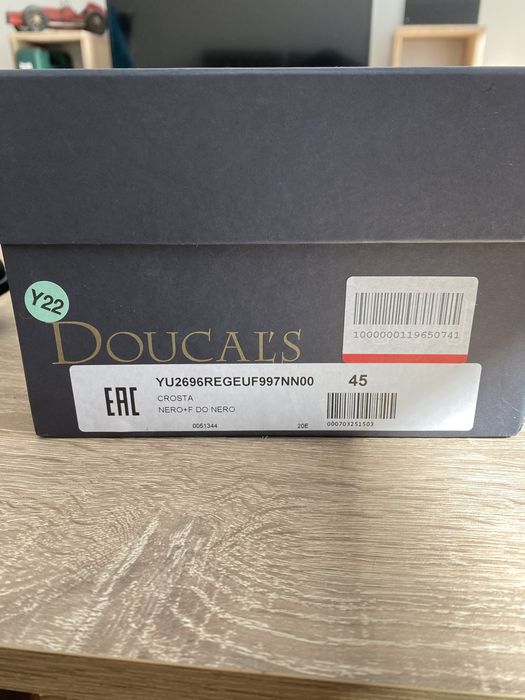 Y22
1000000119650741
DOUCAL'S
EAC
YU2696REGEUF997NN00 45
CROSTA
NERO+F.DO NERO
0051344 20E 000703251503